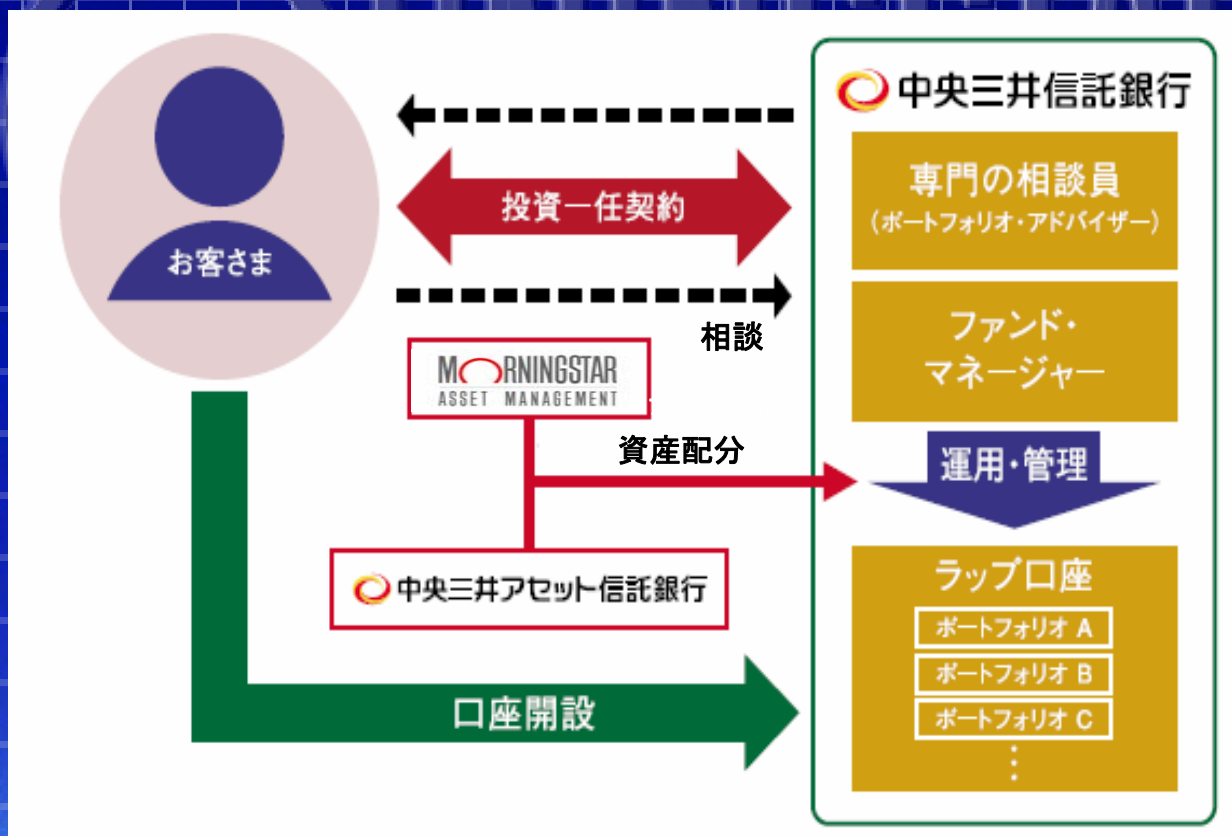 中央三井信託銀行
専門の相談員
(ポートフォリオ・アドバイザー)
投資一任契約
お客さま
相談
ファンド・
マネージャー
MORNINGSTAR
ASSET MANAGEMENT
資産配分
運用・管理
中央三井アセット信託銀行
ラップ口座
ポートフォリオ A
ポートフォリオ B
ポートフォリオ C
⋮
口座開設